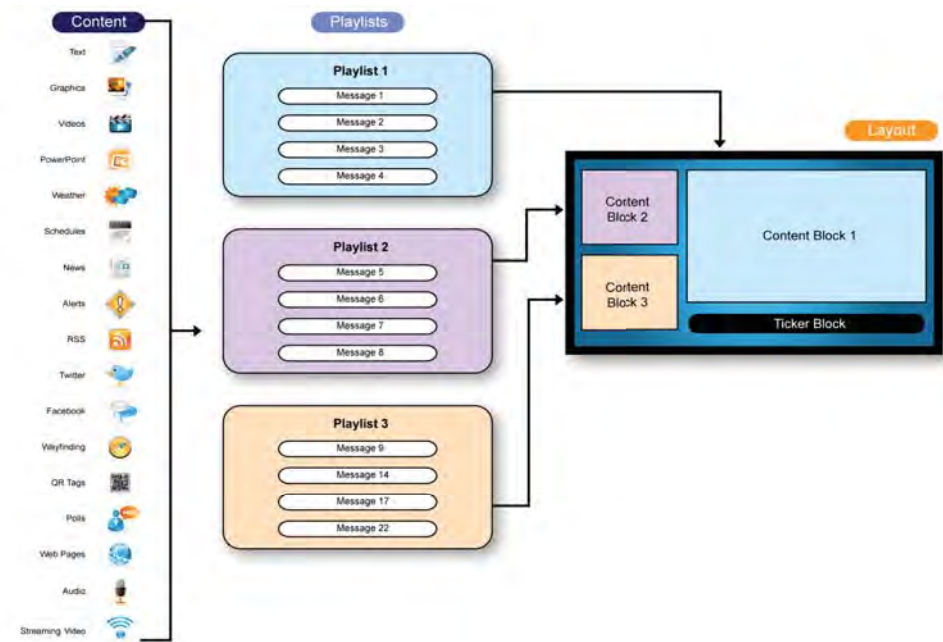 Content
Text
Graphics
Videos
PowerPoint
Weather
Schedules
News
Alerts
RSS
Twitter
Facebook
Wayfinding
QR Tags
Polls
Web Pages
Audio
Streaming Video
Playlists
Playlist 1
Message 1
Message 2
Message 3
Message 4
Playlist 2
Message 5
Message 6
Message 7
Message 8
Playlist 3
Message 9
Message 14
Message 17
Message 22
Layout
Content
Block 2
Content Block 1
Content
Block 3
Ticker Block